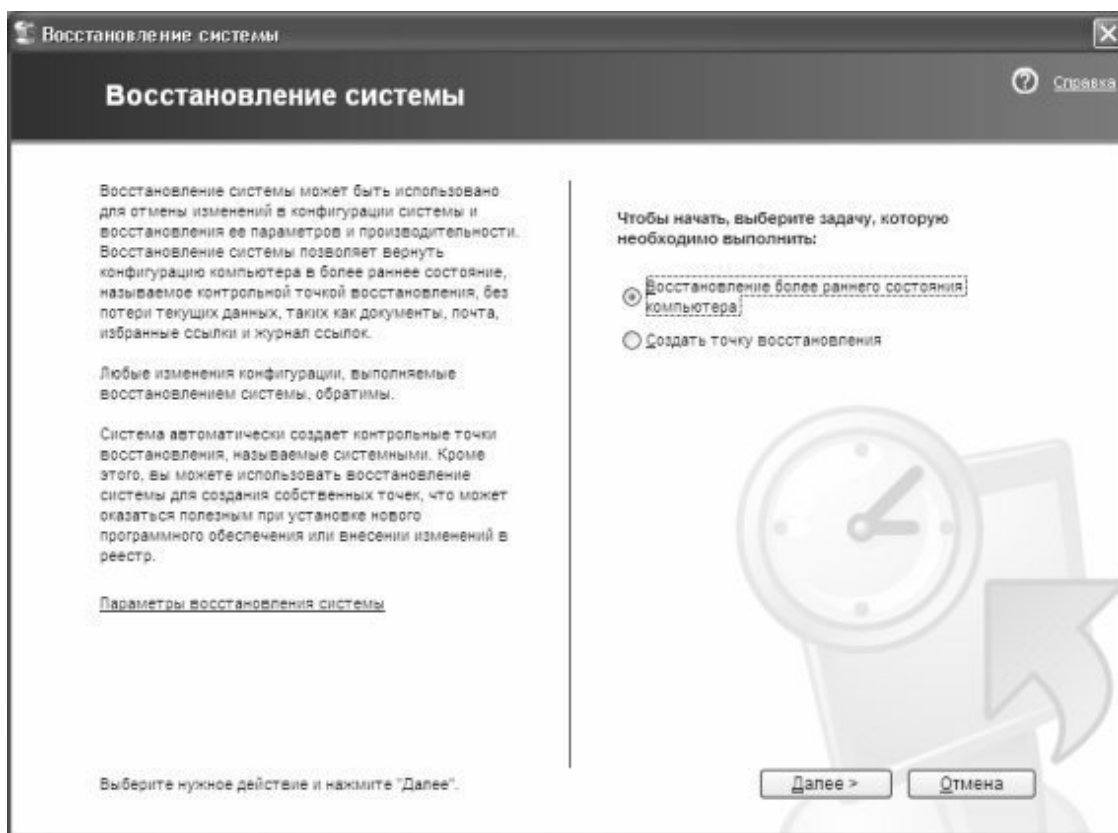 Восстановление системы
Восстановление системы
Справка
Восстановление системы может быть использовано
для отмены изменений в конфигурации системы и
восстановления ее параметров и производительности.
Восстановление системы позволяет вернуть
конфигурацию компьютера в более раннее состояние,
называемое контрольной точкой восстановления, без
потери текущих данных, таких как документы, почта,
избранные ссылки и журнал ссылок.
Любые изменения конфигурации, выполняемые
восстановлением системы, обратимы.
Система автоматически создает контрольные точки
восстановления, называемые системными. Кроме
этого, вы можете использовать восстановление
системы для создания собственных точек, что может
оказаться полезным при установке нового
программного обеспечения или внесении изменений в
реестр.
Параметры восстановления системы
Чтобы начать, выберите задачу, которую
необходимо выполнить:
Восстановление более раннего состояния
компьютера
Создать точку восстановления
Выберите нужное действие и нажмите "Далее".
Далее >
Отмена